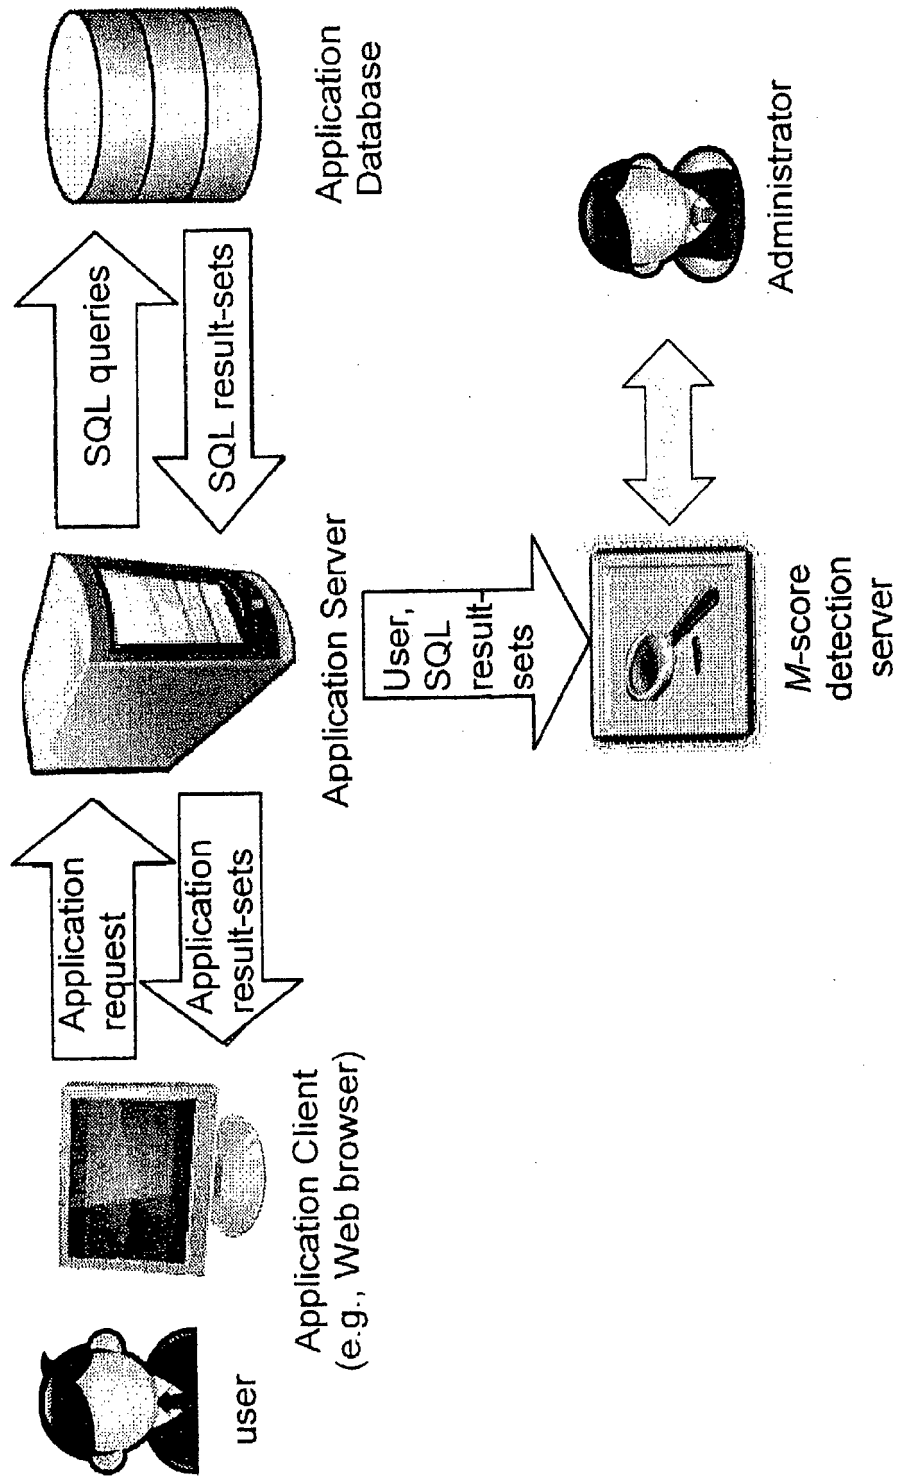 user
Application Client
(e.g., Web browser)
Application
request
Application
result-sets
Application Server
SQL queries
SQL result-sets
Application
Database
User,
SQL
result-
sets
M-score
detection
server
Administrator